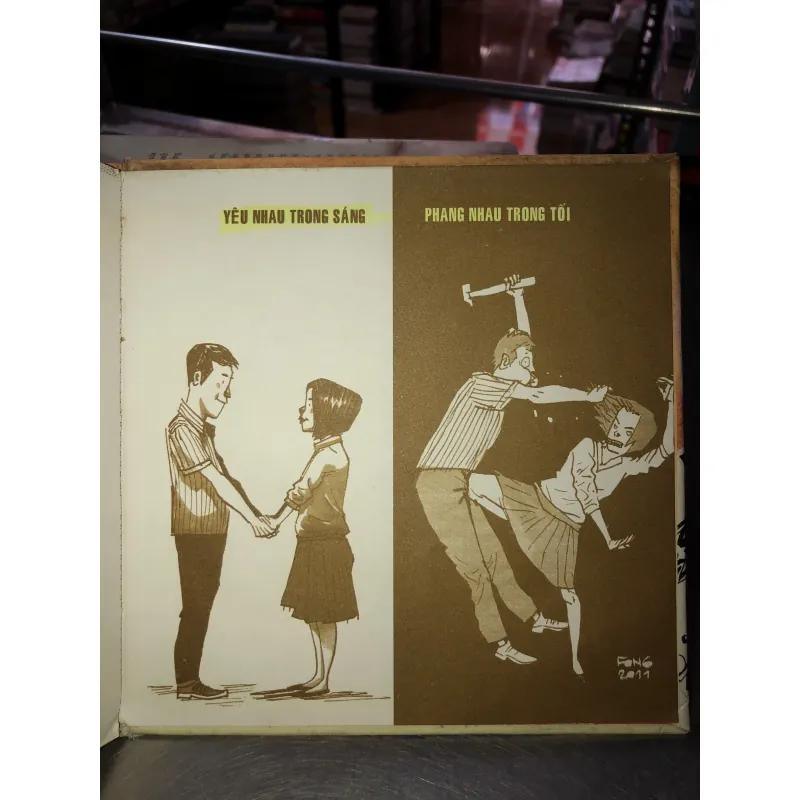 YÊU NHAU TRONG SÁNG
PHANG NHAU TRONG TỐI
FONG
2011